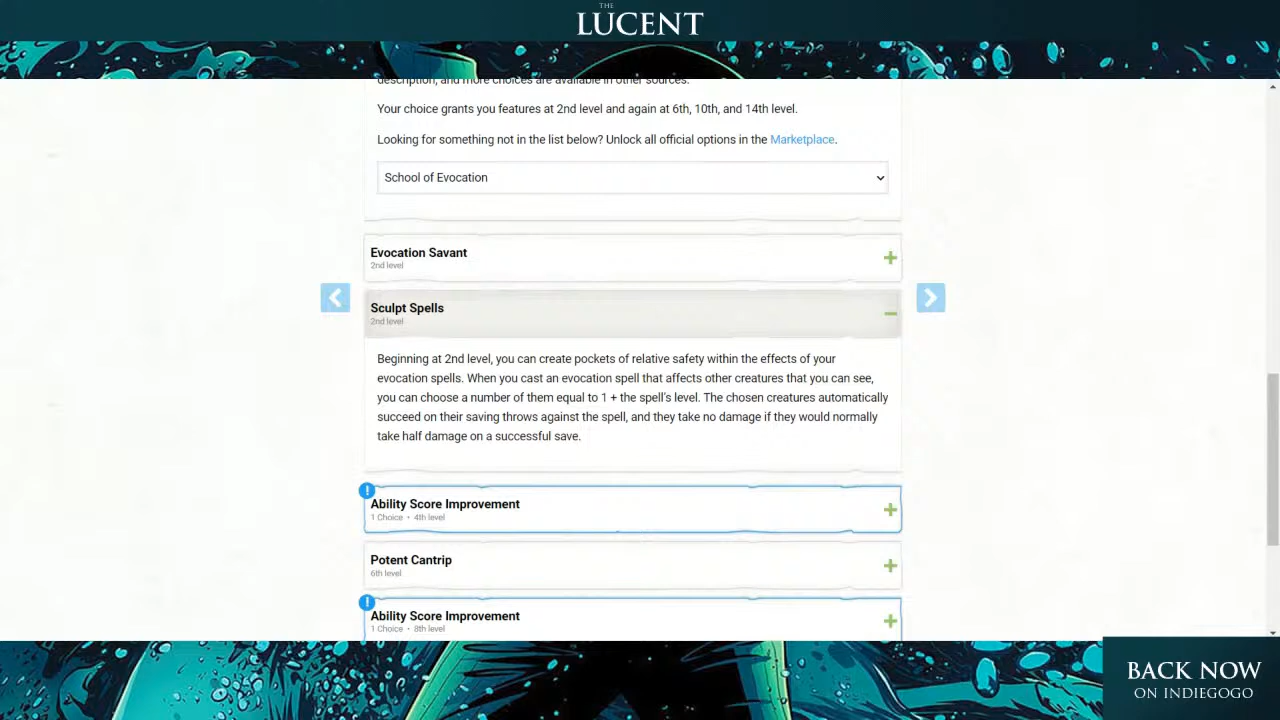 THE
LUCENT
description, and more choices are available in other sources.
Your choice grants you features at 2nd level and again at 6th, 10th, and 14th level.
Looking for something not in the list below? Unlock all official options in the Marketplace.
School of Evocation
Evocation Savant
2nd level
Sculpt Spells
2nd level
Beginning at 2nd level, you can create pockets of relative safety within the effects of your
evocation spells. When you cast an evocation spell that affects other creatures that you can see,
you can choose a number of them equal to 1 + the spell's level. The chosen creatures automatically
succeed on their saving throws against the spell, and they take no damage if they would normally
take half damage on a successful save.
!
Ability Score Improvement
1 Choice • 4th level
Potent Cantrip
6th level
!
Ability Score Improvement
1 Choice • 8th level
BACK NOW
ON INDIEGOGO